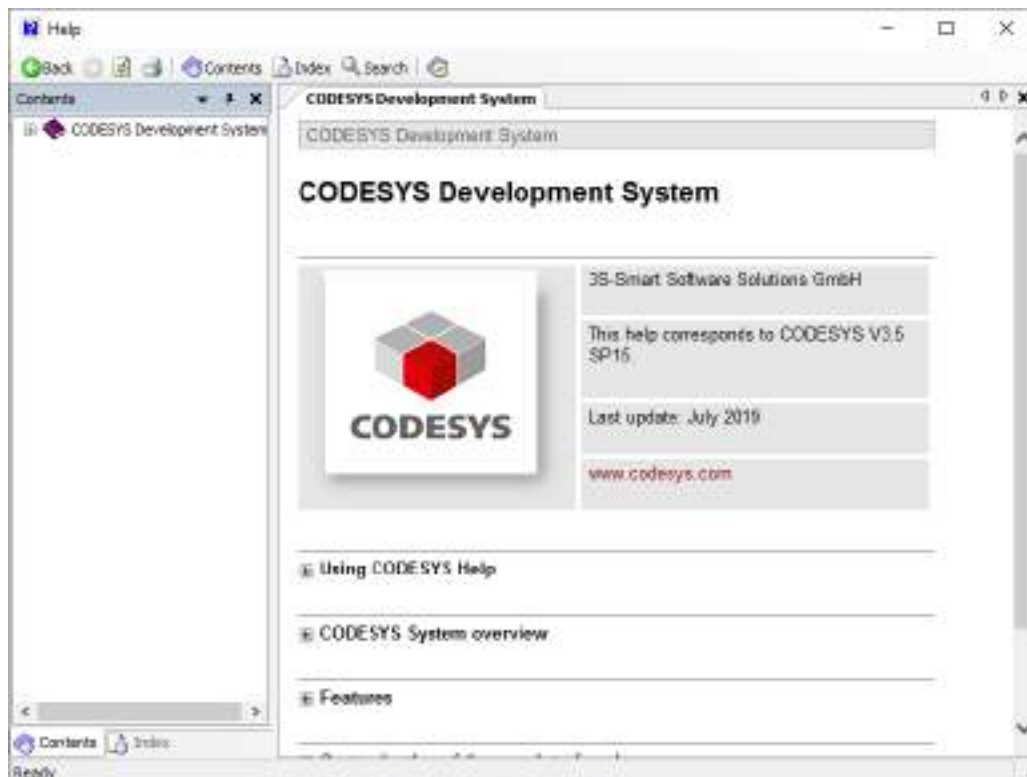 Help
Back Contents Index Search
Contents
CODESYS Development System
CODESYS Development System
CODESYS Development System
CODESYS Development System
CODESYS
3S-Smart Software Solutions GmbH
This help corresponds to CODESYS V3.5
SP15.
Last update: July 2019
www.codesys.com
Using CODESYS Help
CODESYS System overview
Features
Contents Index
Ready